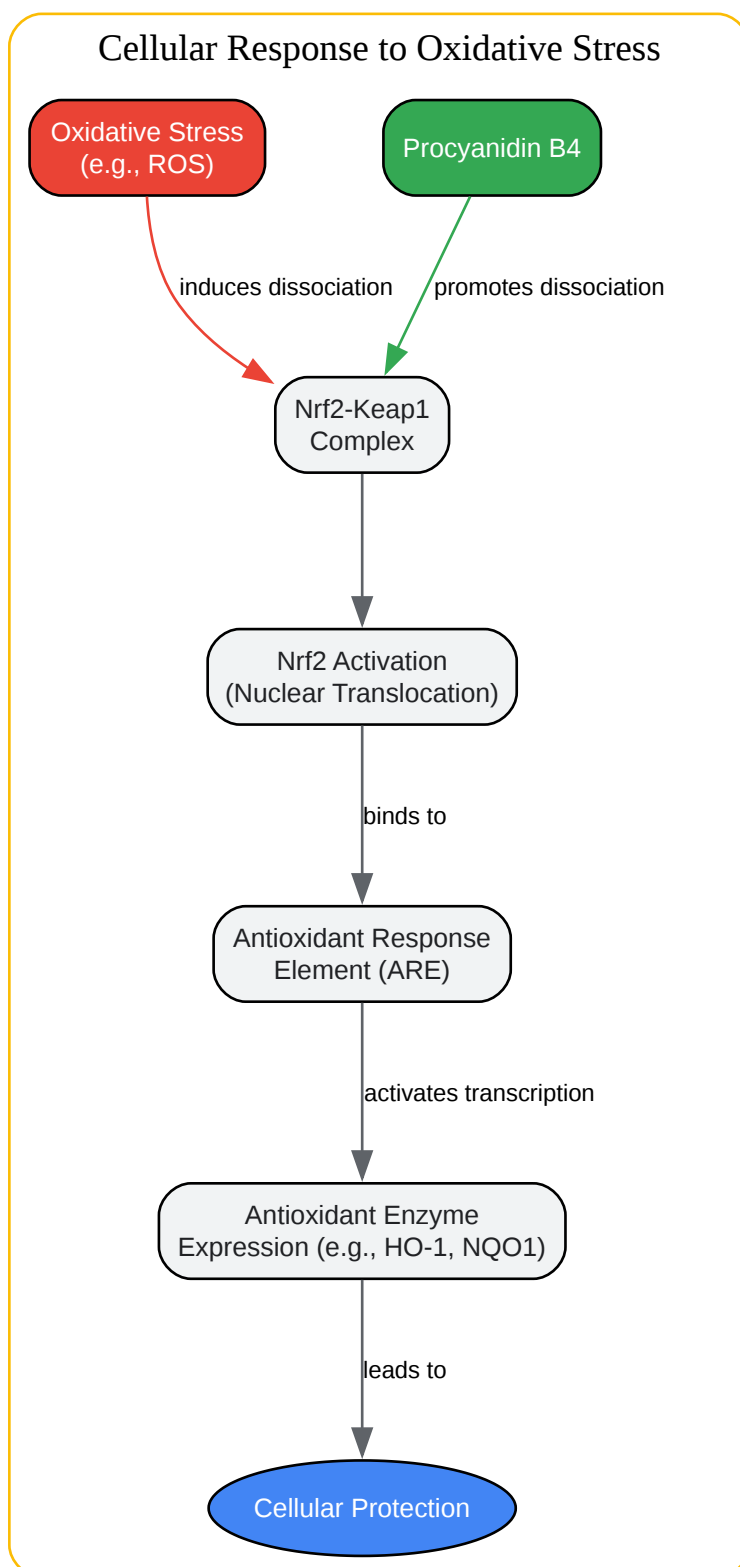 Cellular Response to Oxidative Stress
Oxidative Stress
(e.g., ROS)
Procyanidin B4
induces dissociation
promotes dissociation
Nrf2-Keap1
Complex
Nrf2 Activation
(Nuclear Translocation)
binds to
Antioxidant Response
Element (ARE)
activates transcription
Antioxidant Enzyme
Expression (e.g., HO-1, NQO1)
leads to
Cellular Protection